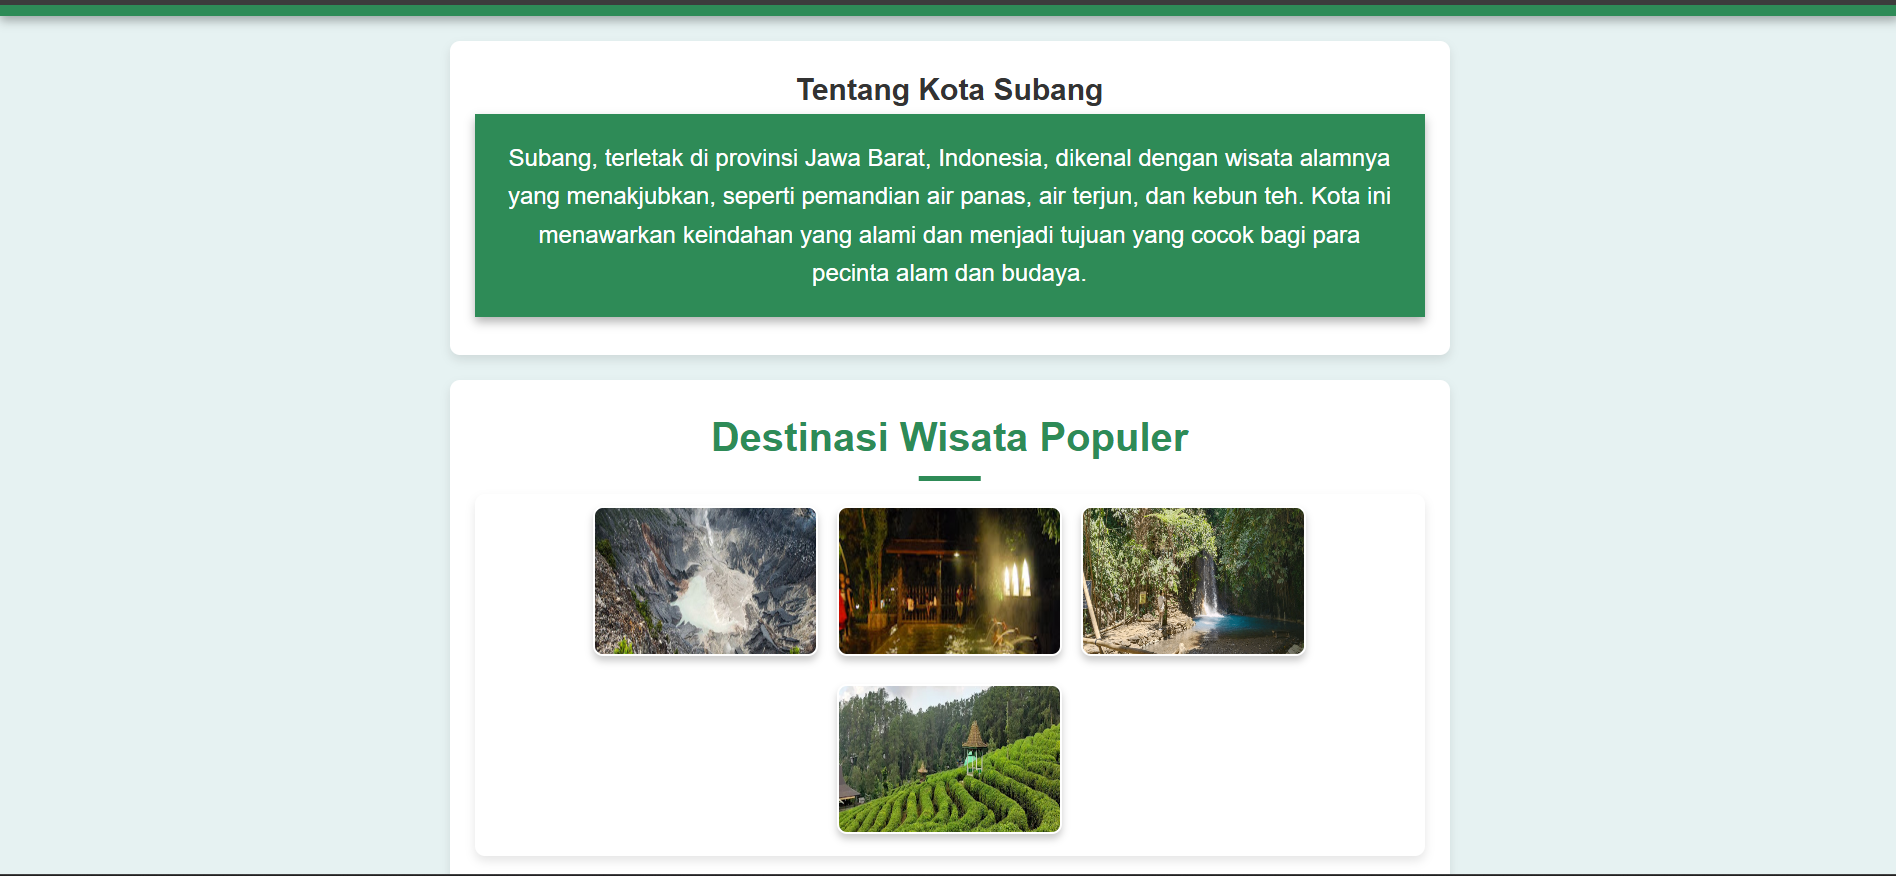 Tentang Kota Subang
Subang, terletak di provinsi Jawa Barat, Indonesia, dikenal dengan wisata alamnya
yang menakjubkan, seperti pemandian air panas, air terjun, dan kebun teh. Kota ini
menawarkan keindahan yang alami dan menjadi tujuan yang cocok bagi para
pecinta alam dan budaya.
Destinasi Wisata Populer